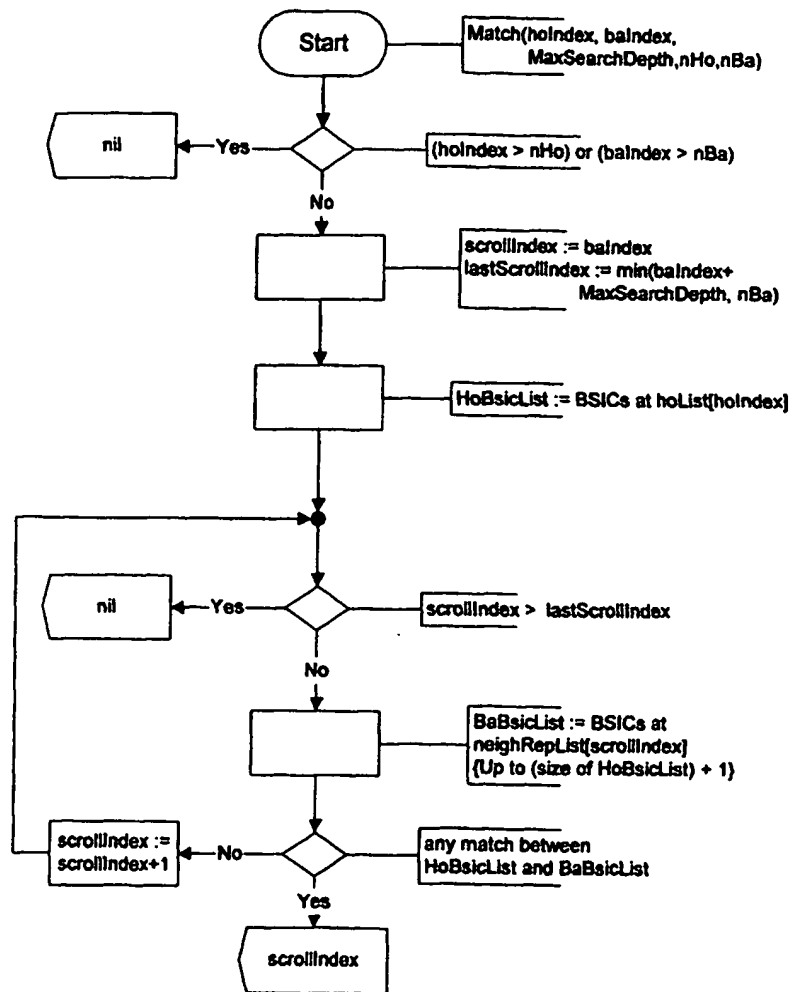 Start
Match(hoIndex, baIndex,
MaxSearchDepth,nHo,nBa)
nil
Yes
(hoIndex > nHo) or (baIndex > nBa)
No
scrollIndex := baIndex
lastScrollIndex := min(baIndex+
MaxSearchDepth, nBa)
HoBsicList := BSICs at hoList[hoIndex]
nil
Yes
scrollIndex > lastScrollIndex
No
BaBsicList := BSICs at
neighRepList[scrollIndex]
{Up to (size of HoBsicList) + 1}
scrollIndex :=
scrollIndex+1
No
any match between
HoBsicList and BaBsicList
Yes
scrollIndex